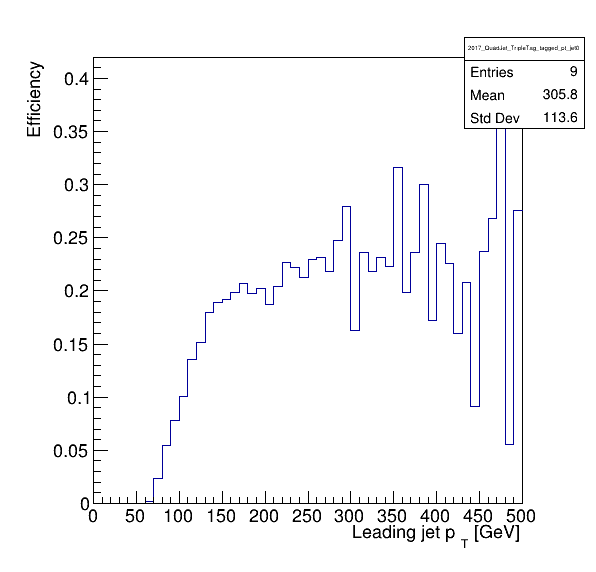 2017_QuadJet_TripleTag_tagged_pt_jet0
Entries 9
Mean 305.8
Std Dev 113.6
Efficiency
0.4
0.35
0.3
0.25
0.2
0.15
0.1
0.05
0
0 50 100 150 200 250 300 350 400 450 500
Leading jet p T [GeV]